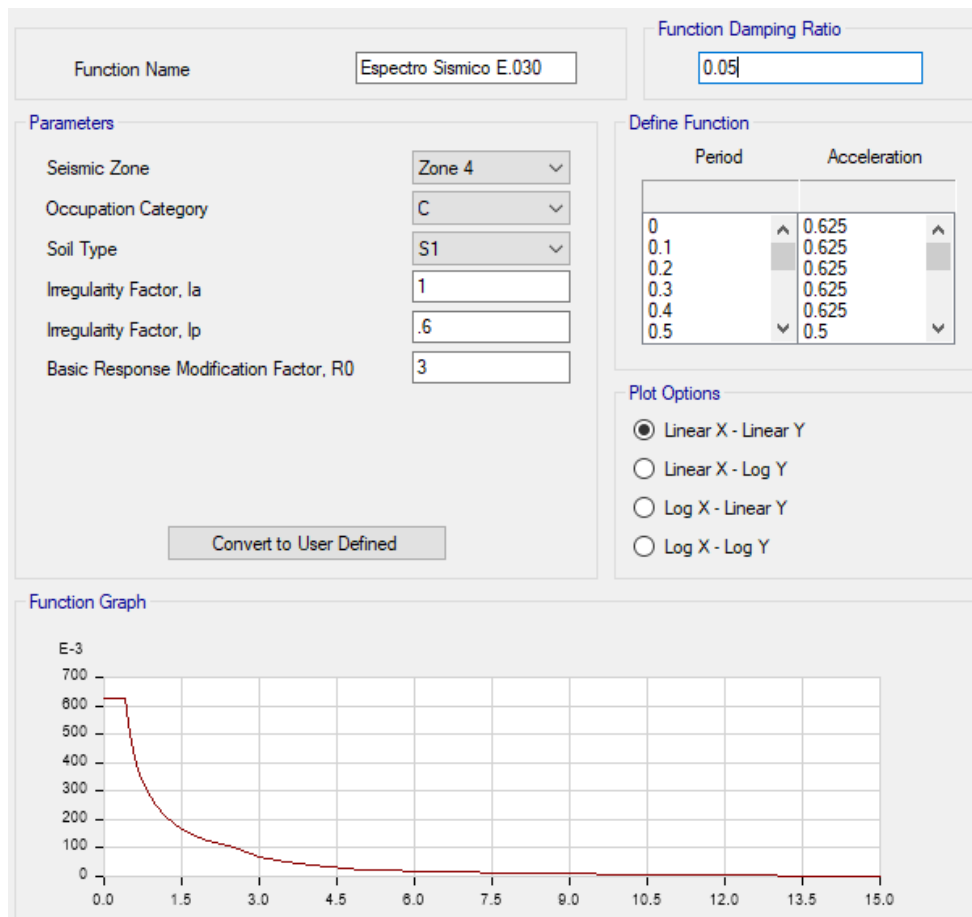 Function Damping Ratio
Function Name Espectro Sismico E.030 0.05
Parameters
Seismic Zone Zone 4
Occupation Category C
Soil Type S1
Irregularity Factor, Ia 1
Irregularity Factor, Ip .6
Basic Response Modification Factor, R0 3
Convert to User Defined
Define Function
Period Acceleration
0 0.625
0.1 0.625
0.2 0.625
0.3 0.625
0.4 0.625
0.5 0.5
Plot Options
Linear X - Linear Y
Linear X - Log Y
Log X - Linear Y
Log X - Log Y
Function Graph
E-3
700
600
500
400
300
200
100
0
0.0 1.5 3.0 4.5 6.0 7.5 9.0 10.5 12.0 13.5 15.0